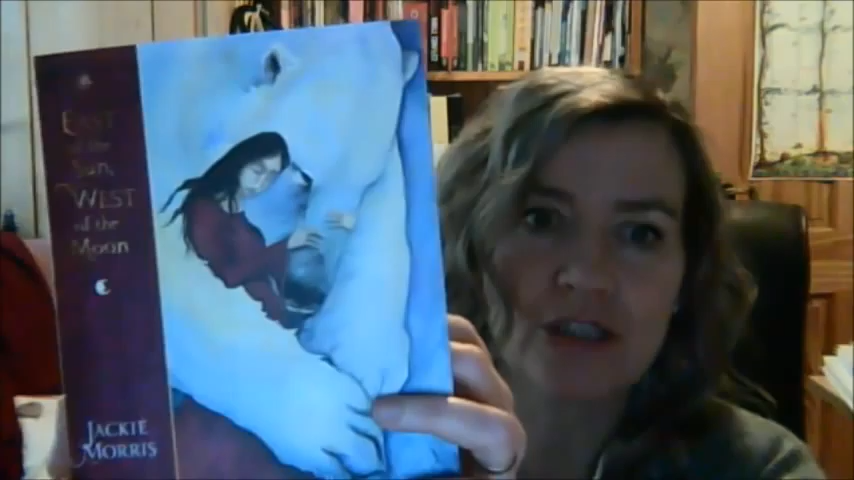 EAST
of the
Sun,
WEST
of the
Moon
JACKIE
MORRIS